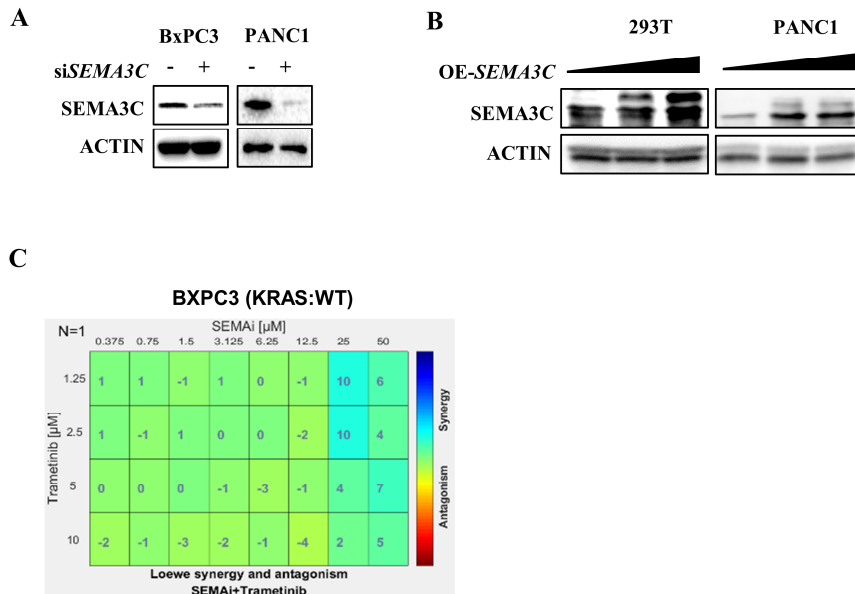 A
BxPC3 PANC1
siSEMA3C - + - +
SEMA3C
ACTIN
B
293T PANC1
OE-SEMA3C
SEMA3C
ACTIN
C
BXPC3 (KRAS:WT)
N=1 SEMAi [µM]
0.375 0.75 1.5 3.125 6.25 12.5 25 50
Trametinib [µM]
1.25 1 1 -1 1 0 -1 10 6
2.5 1 -1 1 0 0 -2 10 4
5 0 0 0 -1 -3 -1 4 7
10 -2 -1 -3 -2 -1 -4 2 5
Synergy
Antagonism
Loewe synergy and antagonism
SEMAi+Trametinib